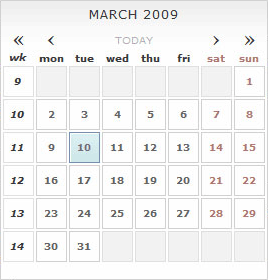 MARCH 2009
« ‹ TODAY › »
wk mon tue wed thu fri sat sun
9 1
10 2 3 4 5 6 7 8
11 9 10 11 12 13 14 15
12 16 17 18 19 20 21 22
13 23 24 25 26 27 28 29
14 30 31